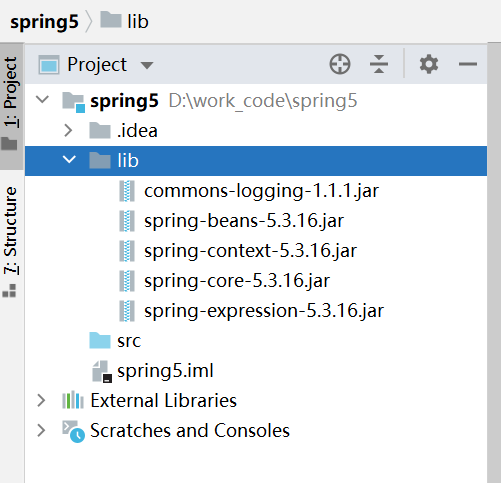 spring5 lib
Project
1: Project
spring5 D:\work_code\spring5
.idea
lib
commons-logging-1.1.1.jar
spring-beans-5.3.16.jar
spring-context-5.3.16.jar
spring-core-5.3.16.jar
spring-expression-5.3.16.jar
7: Structure
src
spring5.iml
External Libraries
Scratches and Consoles